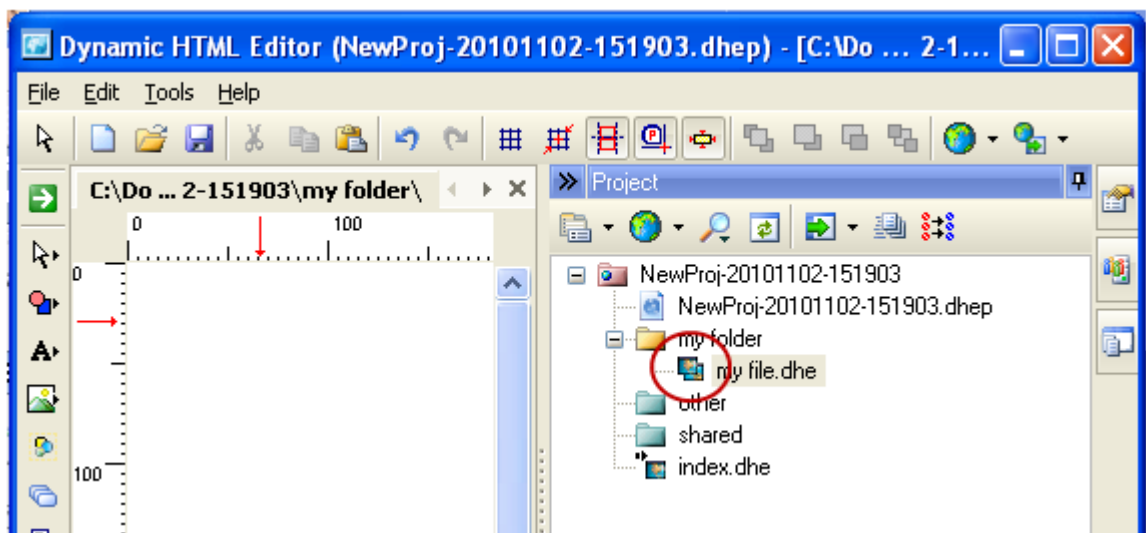 Dynamic HTML Editor (NewProj-20101102-151903.dhep) - [C:\Do ... 2-1...
File Edit Tools Help
C:\Do ... 2-151903\my folder\
Project
0 100
0
100
NewProj-20101102-151903
NewProj-20101102-151903.dhep
my folder
my file.dhe
other
shared
index.dhe